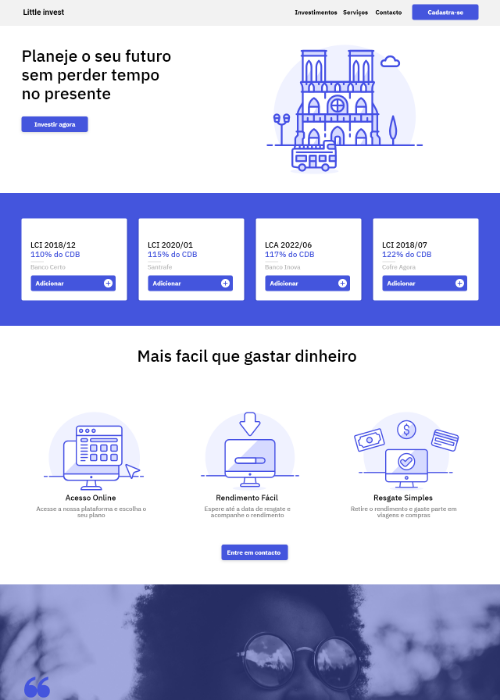 Little invest
Investimentos Serviços Contacto Cadastra-se
Planeje o seu futuro
sem perder tempo
no presente
Investir agora
LCI 2018/12
110% do CDB
Banco Certo
Adicionar
LCI 2020/01
115% do CDB
Santiafe
Adicionar
LCA 2022/06
117% do CDB
Banco Inova
Adicionar
LCI 2018/07
122% do CDB
Cofre Agora
Adicionar
Mais facil que gastar dinheiro
Acesso Online
Acesse a nossa plataforma e escolha o
seu plano
Rendimento Fácil
Espere até a data de resgate e
acompanhe o rendimento
Resgate Simples
Retire o rendimento e gaste parte em
viagens e compras
Entre em contacto
“